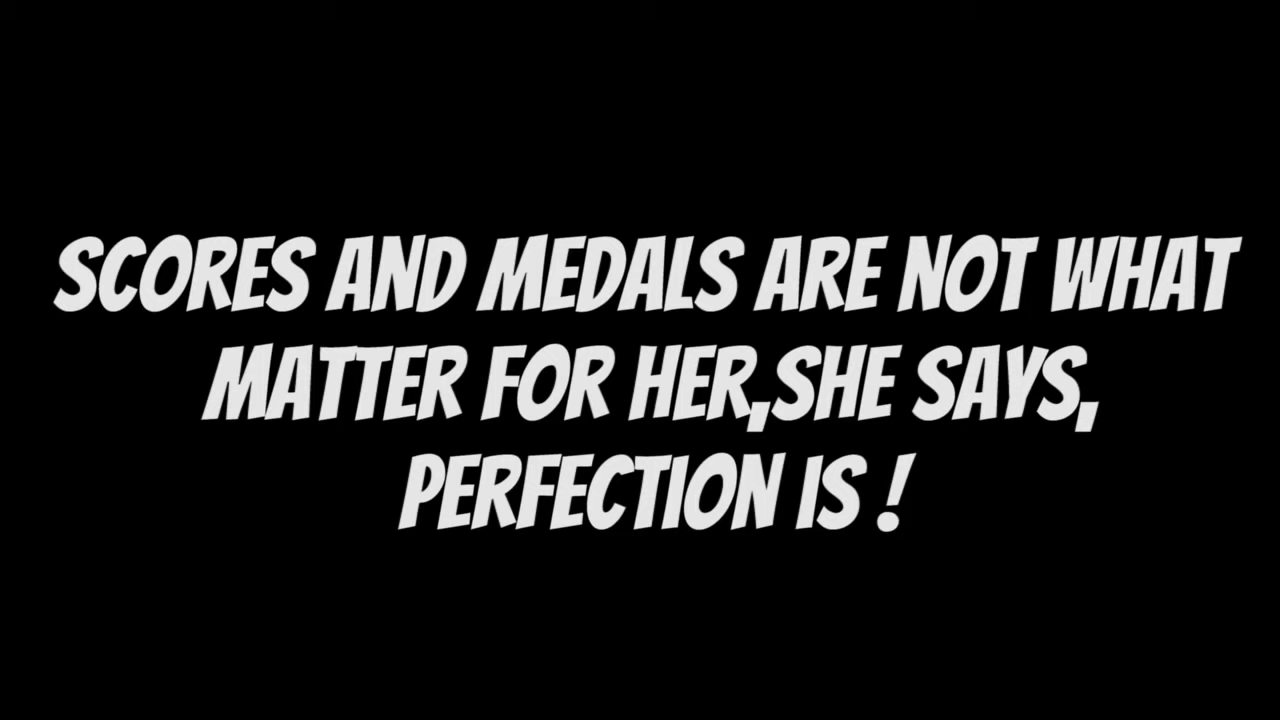 SCORES AND MEDALS ARE NOT WHAT
MATTER FOR HER,SHE SAYS,
PERFECTION IS !